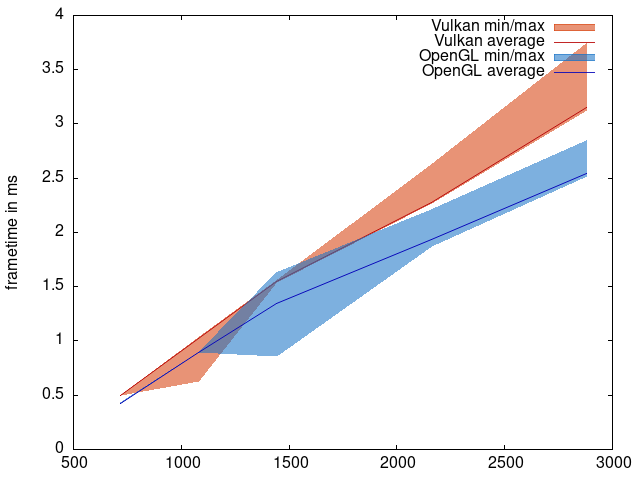 4
Vulkan min/max
Vulkan average
OpenGL min/max
OpenGL average
3.5
3
2.5
2
1.5
1
0.5
0
frametime in ms
500 1000 1500 2000 2500 3000